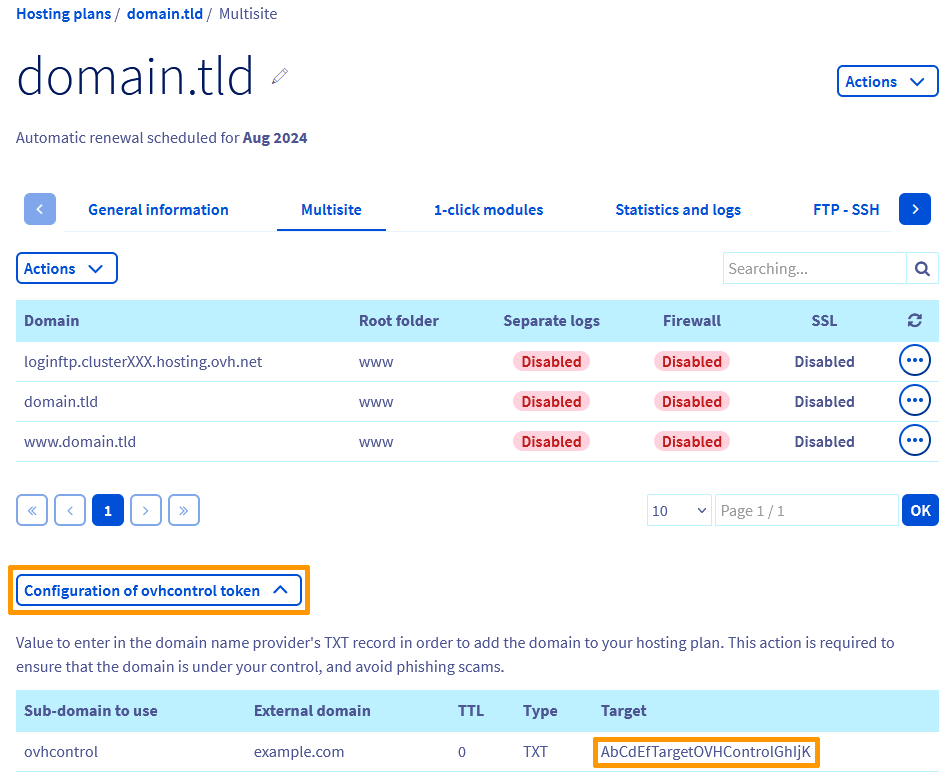 Hosting plans / domain.tld / Multisite
domain.tld
Actions
Automatic renewal scheduled for Aug 2024
General information Multisite 1-click modules Statistics and logs FTP - SSH
Actions Searching...
Domain Root folder Separate logs Firewall SSL
loginftp.clusterXXX.hosting.ovh.net www Disabled Disabled Disabled
domain.tld www Disabled Disabled Disabled
www.domain.tld www Disabled Disabled Disabled
« ‹ 1 › » 10 Page 1 / 1 OK
Configuration of ovhcontrol token
Value to enter in the domain name provider's TXT record in order to add the domain to your hosting plan. This action is required to
ensure that the domain is under your control, and avoid phishing scams.
Sub-domain to use External domain TTL Type Target
ovhcontrol example.com 0 TXT AbCdEfTargetOVHControlGhIjK